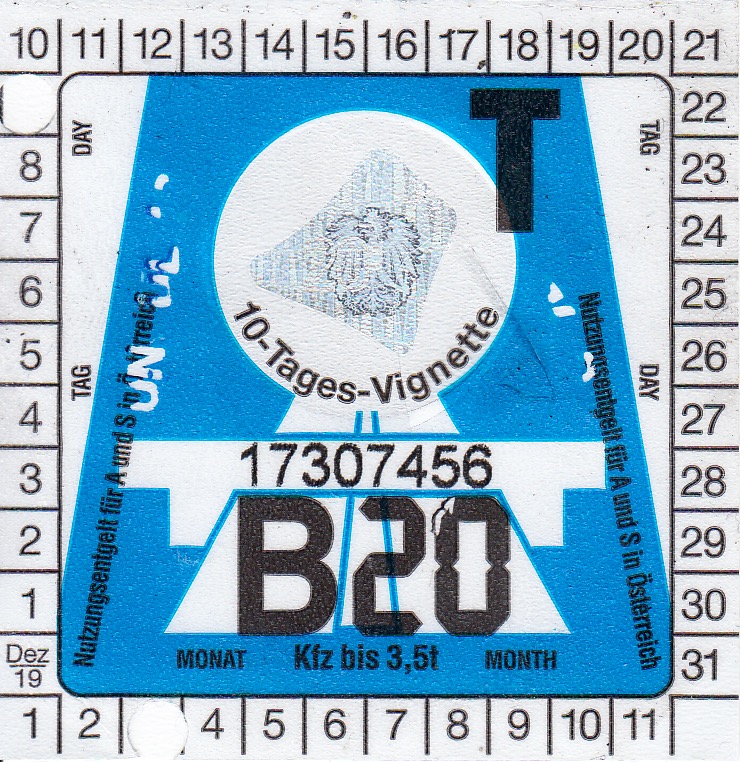 10 11 12 13 14 15 16 17 18 19 20 21
DAY
TAG
T
8
7
6
5
4
3
2
1
Dez
19
22
23
24
25
26
27
28
29
30
31
TAG
DAY
10-Tages-Vignette
Nutzungsentgelt für A und S in Österreich
Nutzungsentgelt für A und S in Österreich
UN
17307456
B20
MONAT Kfz bis 3,5t MONTH
1 2 4 5 6 7 8 9 10 11